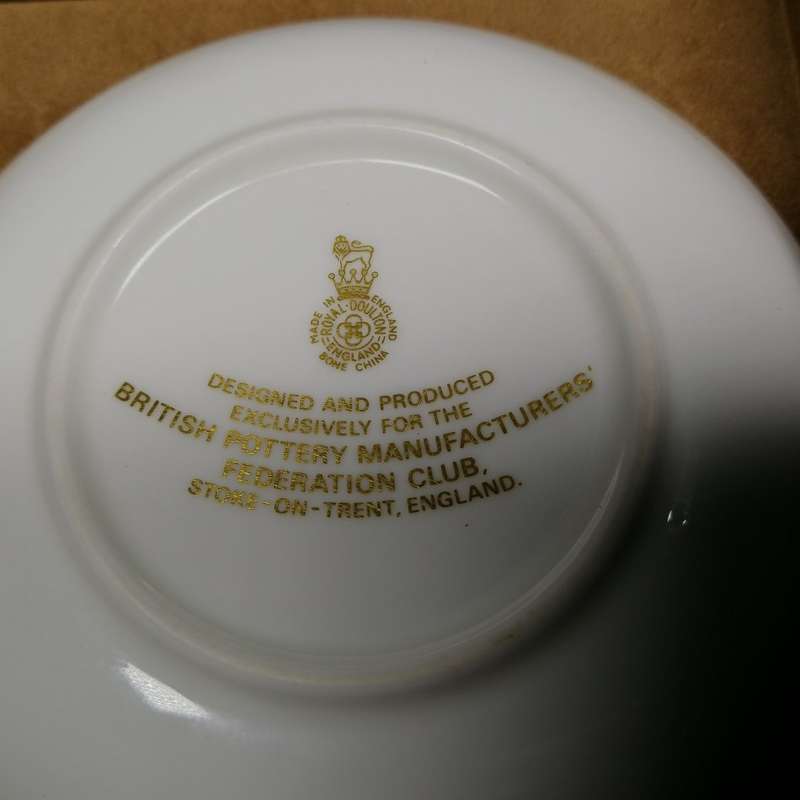 MADE IN ENGLAND
ROYAL·DOULTON
ENGLAND
BONE CHINA
DESIGNED AND PRODUCED
EXCLUSIVELY FOR THE
BRITISH POTTERY MANUFACTURERS'
FEDERATION CLUB,
STOKE-ON-TRENT, ENGLAND.